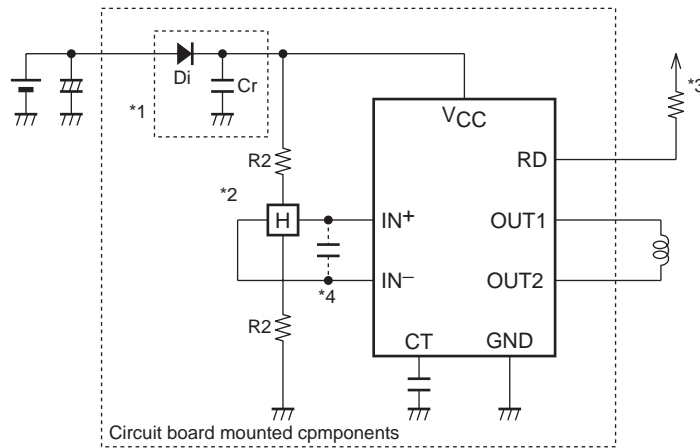 Di
Cr
*1
VCC
*3
R2
RD
*2
H
IN+
OUT1
IN−
OUT2
*4
R2
CT
GND
Circuit board mounted cpmponents